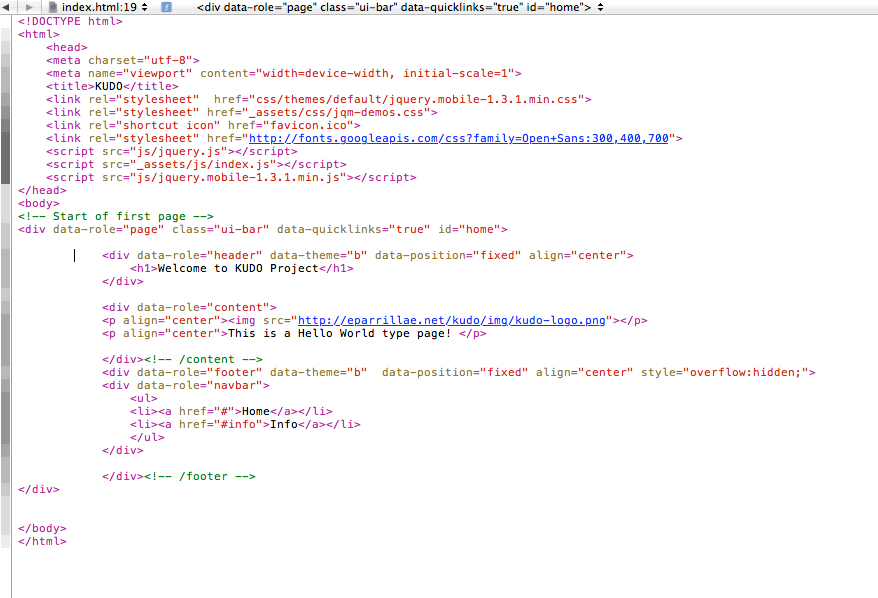 index.html:19 <div data-role="page" class="ui-bar" data-quicklinks="true" id="home">
<!DOCTYPE html>
<html>
<head>
<meta charset="utf-8">
<meta name="viewport" content="width=device-width, initial-scale=1">
<title>KUDO</title>
<link rel="stylesheet"  href="css/themes/default/jquery.mobile-1.3.1.min.css">
<link rel="stylesheet" href="_assets/css/jqm-demos.css">
<link rel="shortcut icon" href="favicon.ico">
<link rel="stylesheet" href="http://fonts.googleapis.com/css?family=Open+Sans:300,400,700">
<script src="js/jquery.js"></script>
<script src="_assets/js/index.js"></script>
<script src="js/jquery.mobile-1.3.1.min.js"></script>
</head>
<body>
<!-- Start of first page -->
<div data-role="page" class="ui-bar" data-quicklinks="true" id="home">
<div data-role="header" data-theme="b" data-position="fixed" align="center">
<h1>Welcome to KUDO Project</h1>
</div>
<div data-role="content">
<p align="center"><img src="http://eparrillae.net/kudo/img/kudo-logo.png"></p>
<p align="center">This is a Hello World type page! </p>
</div><!-- /content -->
<div data-role="footer" data-theme="b"  data-position="fixed" align="center" style="overflow:hidden;">
<div data-role="navbar">
<ul>
<li><a href="#">Home</a></li>
<li><a href="#info">Info</a></li>
</ul>
</div>
</div><!-- /footer -->
</div>
</body>
</html>